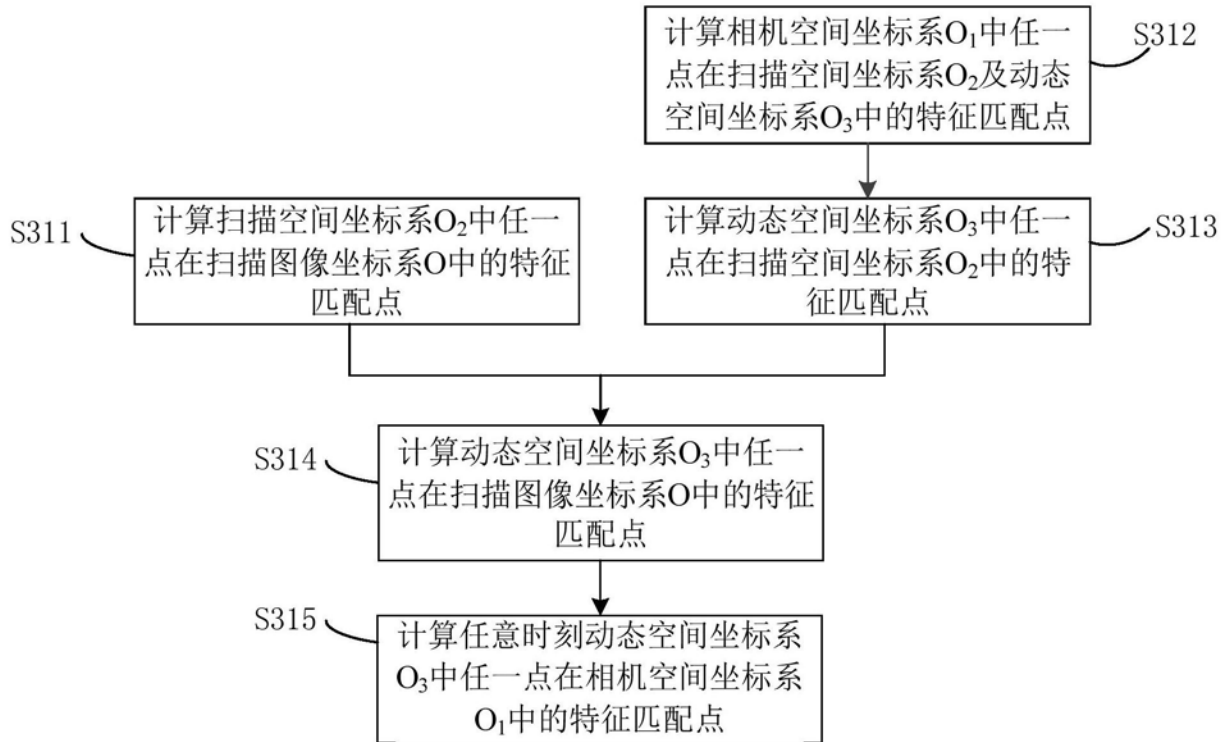 计算相机空间坐标系O₁中任一
点在扫描空间坐标系O₂及动态
空间坐标系O₃中的特征匹配点
S312
S311
计算扫描空间坐标系O₂中任一
点在扫描图像坐标系O中的特征
匹配点
计算动态空间坐标系O₃中任一
点在扫描空间坐标系O₂中的特
征匹配点
S313
S314
计算动态空间坐标系O₃中任一
点在扫描图像坐标系O中的特征
匹配点
S315
计算任意时刻动态空间坐标系
O₃中任一点在相机空间坐标系
O₁中的特征匹配点